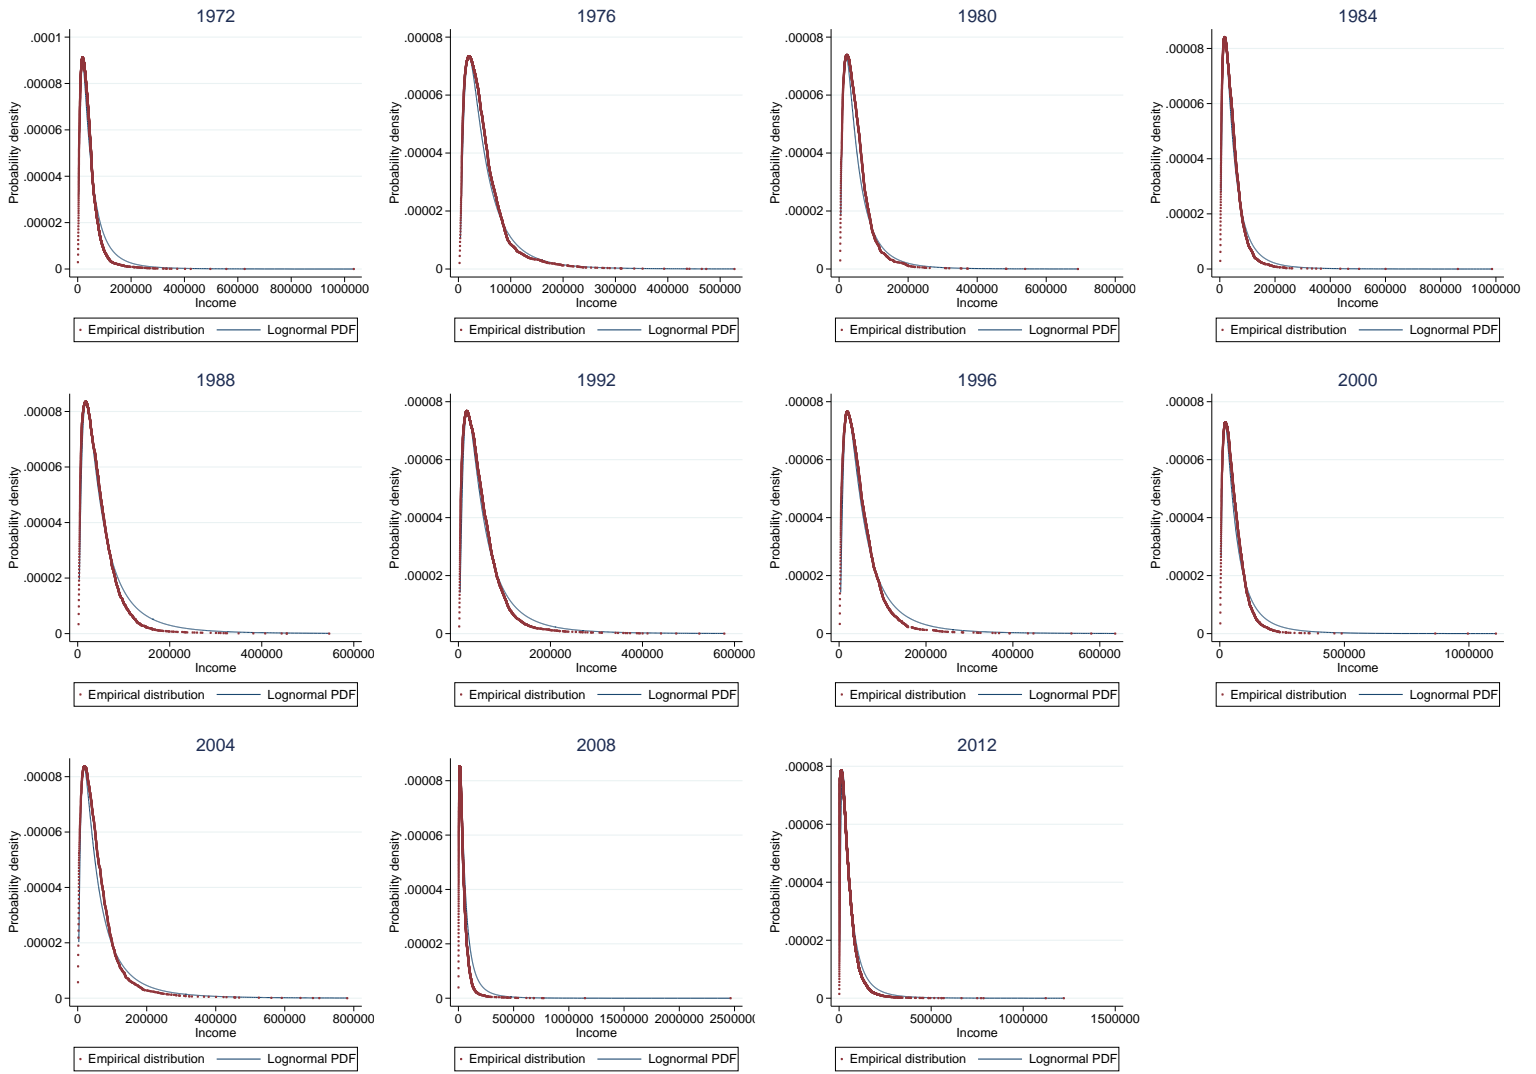 1972
.0001
.00008
.00006
.00004
.00002
0
Probability density
0 200000 400000 600000 800000 1000000
Income
Empirical distribution Lognormal PDF
1976
.00008
.00006
.00004
.00002
0
Probability density
0 100000 200000 300000 400000 500000
Income
Empirical distribution Lognormal PDF
1980
.00008
.00006
.00004
.00002
0
Probability density
0 200000 400000 600000 800000
Income
Empirical distribution Lognormal PDF
1984
.00008
.00006
.00004
.00002
0
Probability density
0 200000 400000 600000 800000 1000000
Income
Empirical distribution Lognormal PDF
1988
.00008
.00006
.00004
.00002
0
Probability density
0 200000 400000 600000
Income
Empirical distribution Lognormal PDF
1992
.00008
.00006
.00004
.00002
0
Probability density
0 200000 400000 600000
Income
Empirical distribution Lognormal PDF
1996
.00008
.00006
.00004
.00002
0
Probability density
0 200000 400000 600000
Income
Empirical distribution Lognormal PDF
2000
.00008
.00006
.00004
.00002
0
Probability density
0 500000 1000000
Income
Empirical distribution Lognormal PDF
2004
.00008
.00006
.00004
.00002
0
Probability density
0 200000 400000 600000 800000
Income
Empirical distribution Lognormal PDF
2008
.00008
.00006
.00004
.00002
0
Probability density
0 500000 1000000 1500000 2000000 2500000
Income
Empirical distribution Lognormal PDF
2012
.00008
.00006
.00004
.00002
0
Probability density
0 500000 1000000 1500000
Income
Empirical distribution Lognormal PDF